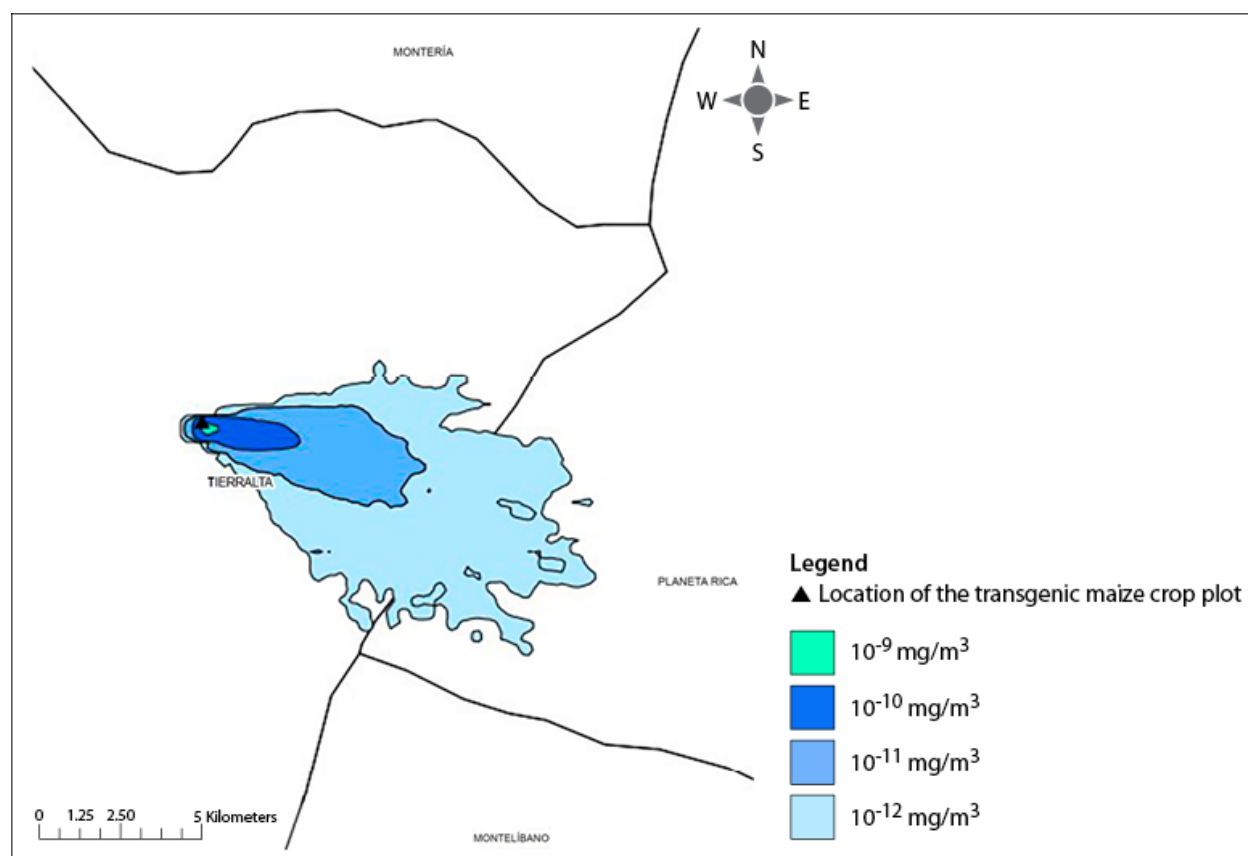 MONTERÍA
N
W E
S
TIERRALTA
PLANETA RICA
MONTELÍBANO
0 1.25 2.50 5 Kilometers
Legend
▲ Location of the transgenic maize crop plot
10⁻⁹ mg/m³
10⁻¹⁰ mg/m³
10⁻¹¹ mg/m³
10⁻¹² mg/m³